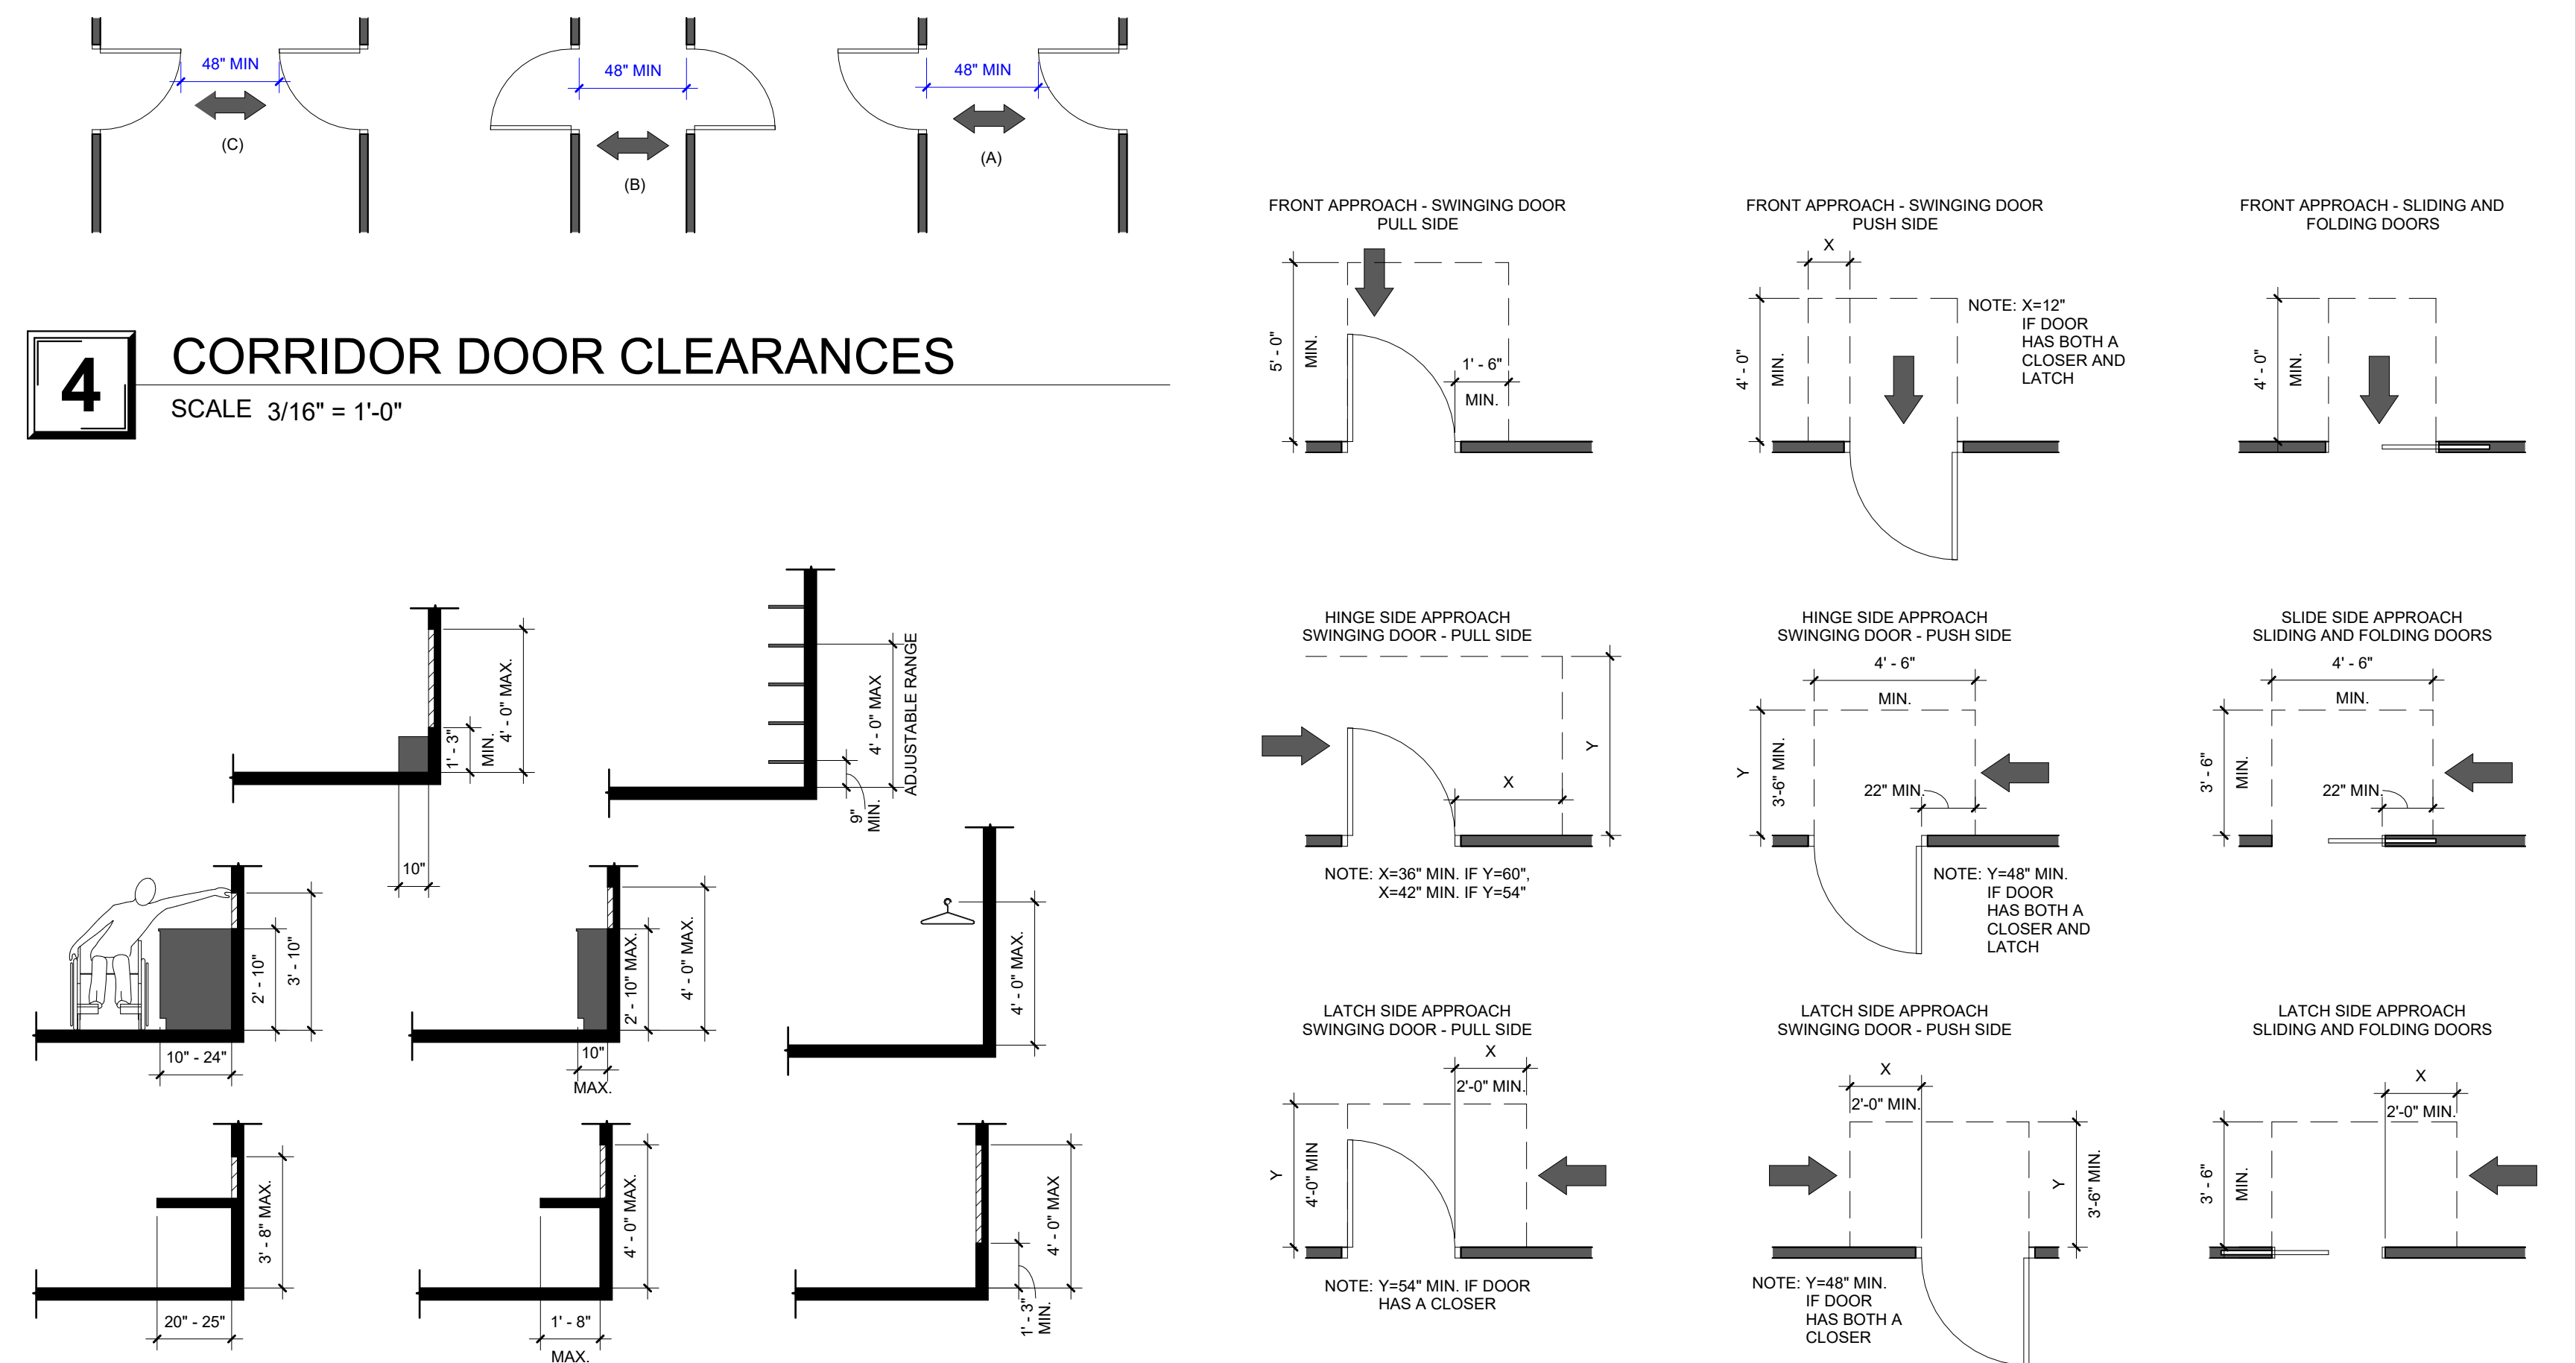 48" MIN
(C)
48" MIN
(B)
48" MIN
(A)
4
CORRIDOR DOOR CLEARANCES
SCALE 3/16" = 1'-0"
1' - 3"
MIN.
4' - 0" MAX.
10"
4' - 0" MAX
ADJUSTABLE RANGE
9"
MIN.
2' - 10"
3' - 10"
10" - 24"
2' - 10" MAX.
4' - 0" MAX.
10"
MAX.
4' - 0" MAX.
3' - 8" MAX.
20" - 25"
4' - 0" MAX.
1' - 8"
MAX.
4' - 0" MAX
1' - 3"
MIN.
FRONT APPROACH - SWINGING DOOR
PULL SIDE
5' - 0"
MIN.
1' - 6"
MIN.
FRONT APPROACH - SWINGING DOOR
PUSH SIDE
X
4' - 0"
MIN.
NOTE: X=12"
IF DOOR
HAS BOTH A
CLOSER AND
LATCH
FRONT APPROACH - SLIDING AND
FOLDING DOORS
4' - 0"
MIN.
HINGE SIDE APPROACH
SWINGING DOOR - PULL SIDE
X
Y
NOTE: X=36" MIN. IF Y=60",
X=42" MIN. IF Y=54"
HINGE SIDE APPROACH
SWINGING DOOR - PUSH SIDE
4' - 6"
MIN.
Y
3'-6" MIN.
22" MIN.
NOTE: Y=48" MIN.
IF DOOR
HAS BOTH A
CLOSER AND
LATCH
SLIDE SIDE APPROACH
SLIDING AND FOLDING DOORS
4' - 6"
MIN.
3' - 6"
MIN.
22" MIN.
LATCH SIDE APPROACH
SWINGING DOOR - PULL SIDE
X
2'-0" MIN.
Y
4'-0" MIN
NOTE: Y=54" MIN. IF DOOR
HAS A CLOSER
LATCH SIDE APPROACH
SWINGING DOOR - PUSH SIDE
X
2'-0" MIN.
Y
3'-6" MIN.
NOTE: Y=48" MIN.
IF DOOR
HAS BOTH A
CLOSER
LATCH SIDE APPROACH
SLIDING AND FOLDING DOORS
X
2'-0" MIN.
3' - 6"
MIN.